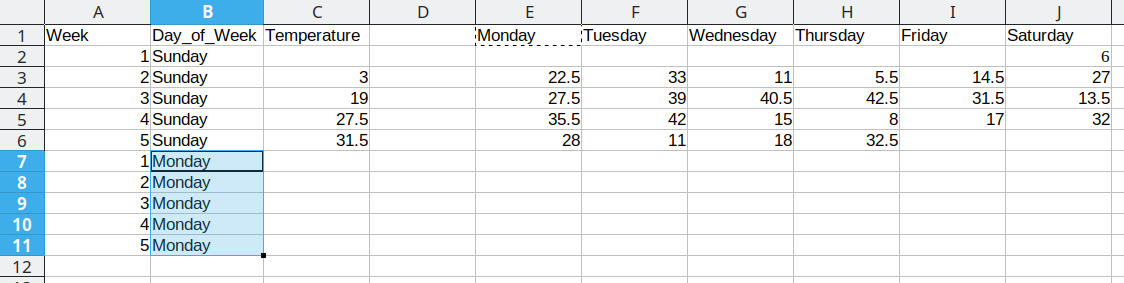 A B C D E F G H I J
1 Week Day_of_Week Temperature Monday Tuesday Wednesday Thursday Friday Saturday
2 1 Sunday 6
3 2 Sunday 3 22.5 33 11 5.5 14.5 27
4 3 Sunday 19 27.5 39 40.5 42.5 31.5 13.5
5 4 Sunday 27.5 35.5 42 15 8 17 32
6 5 Sunday 31.5 28 11 18 32.5
7 1 Monday
8 2 Monday
9 3 Monday
10 4 Monday
11 5 Monday
12